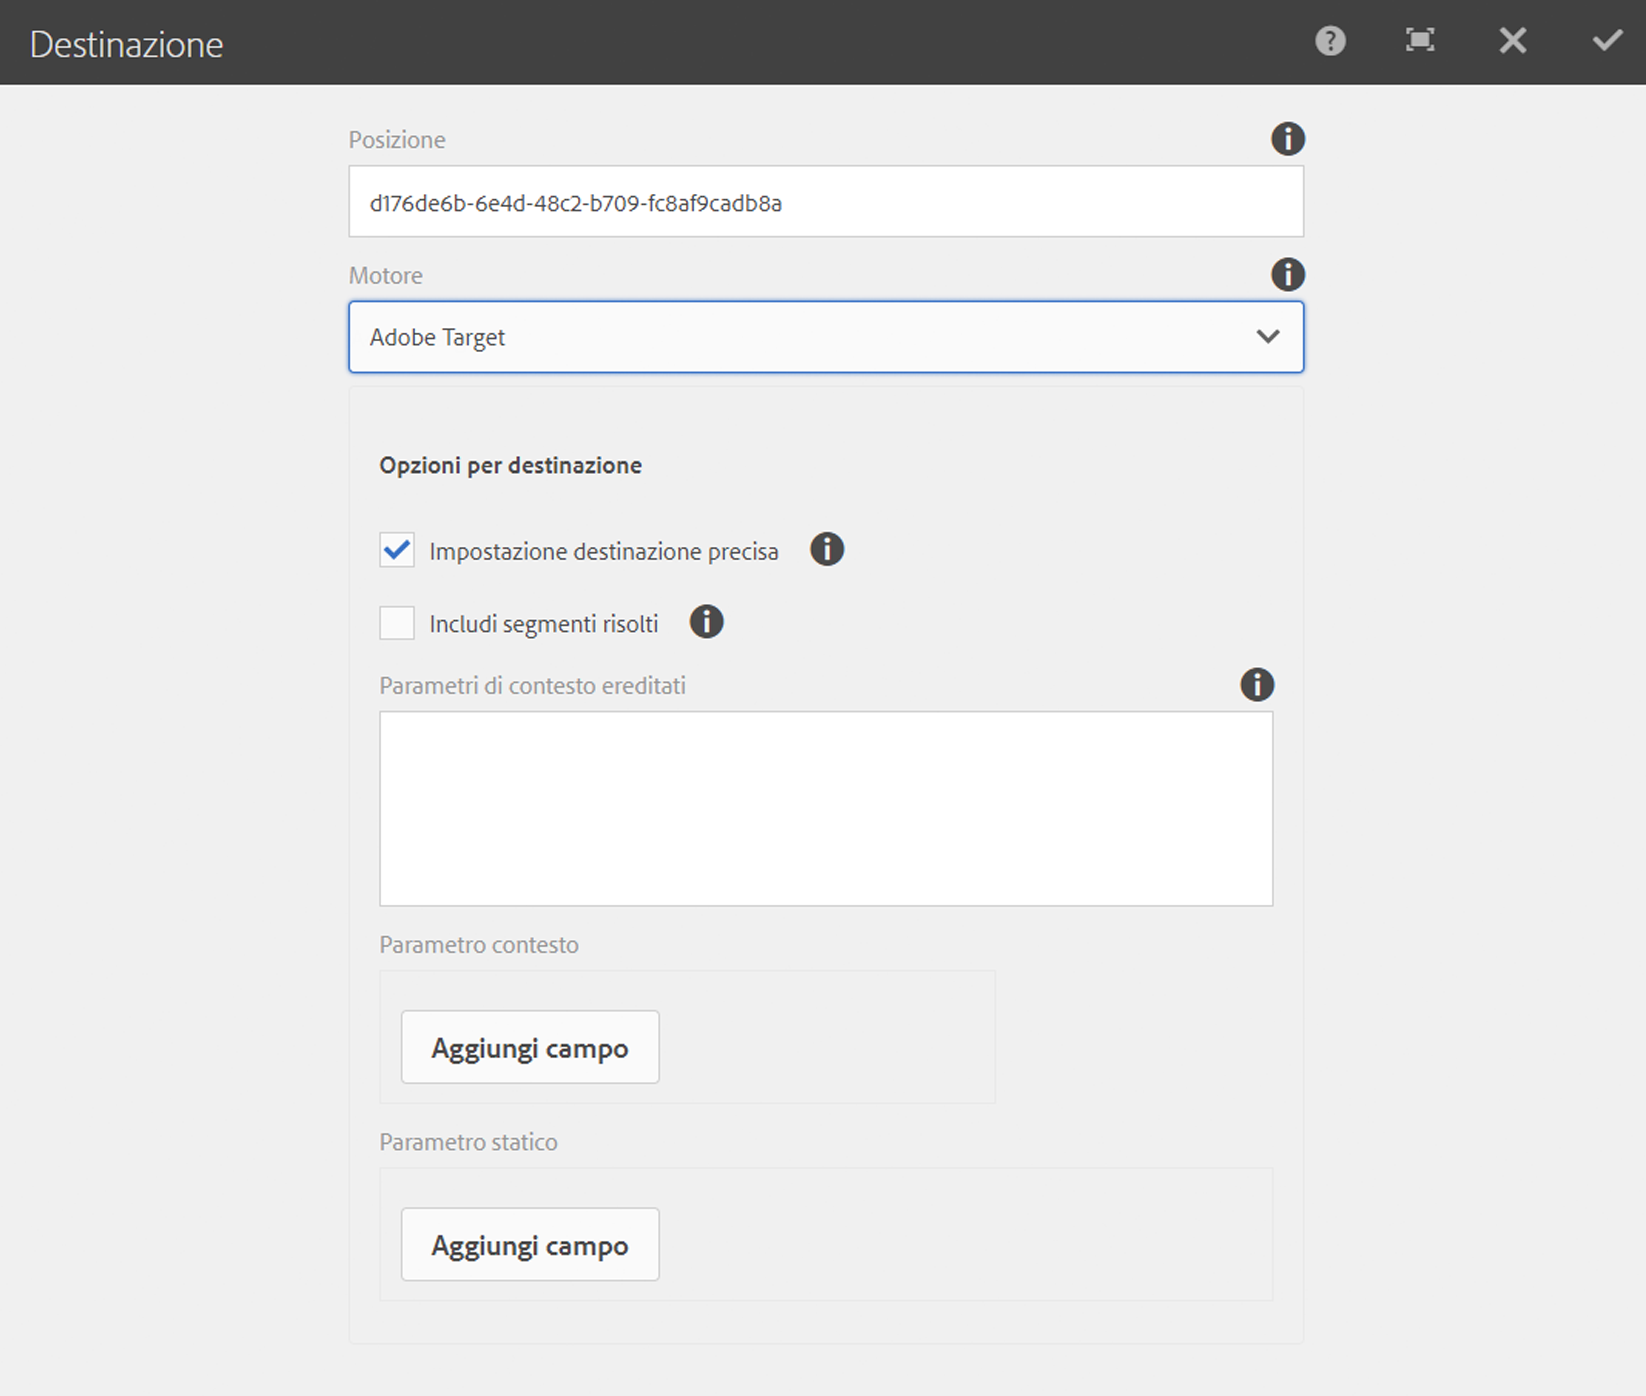 Destinazione
Posizione
d176de6b-6e4d-48c2-b709-fc8af9cadb8a
Motore
Adobe Target
Opzioni per destinazione
Impostazione destinazione precisa
Includi segmenti risolti
Parametri di contesto ereditati
Parametro contesto
Aggiungi campo
Parametro statico
Aggiungi campo